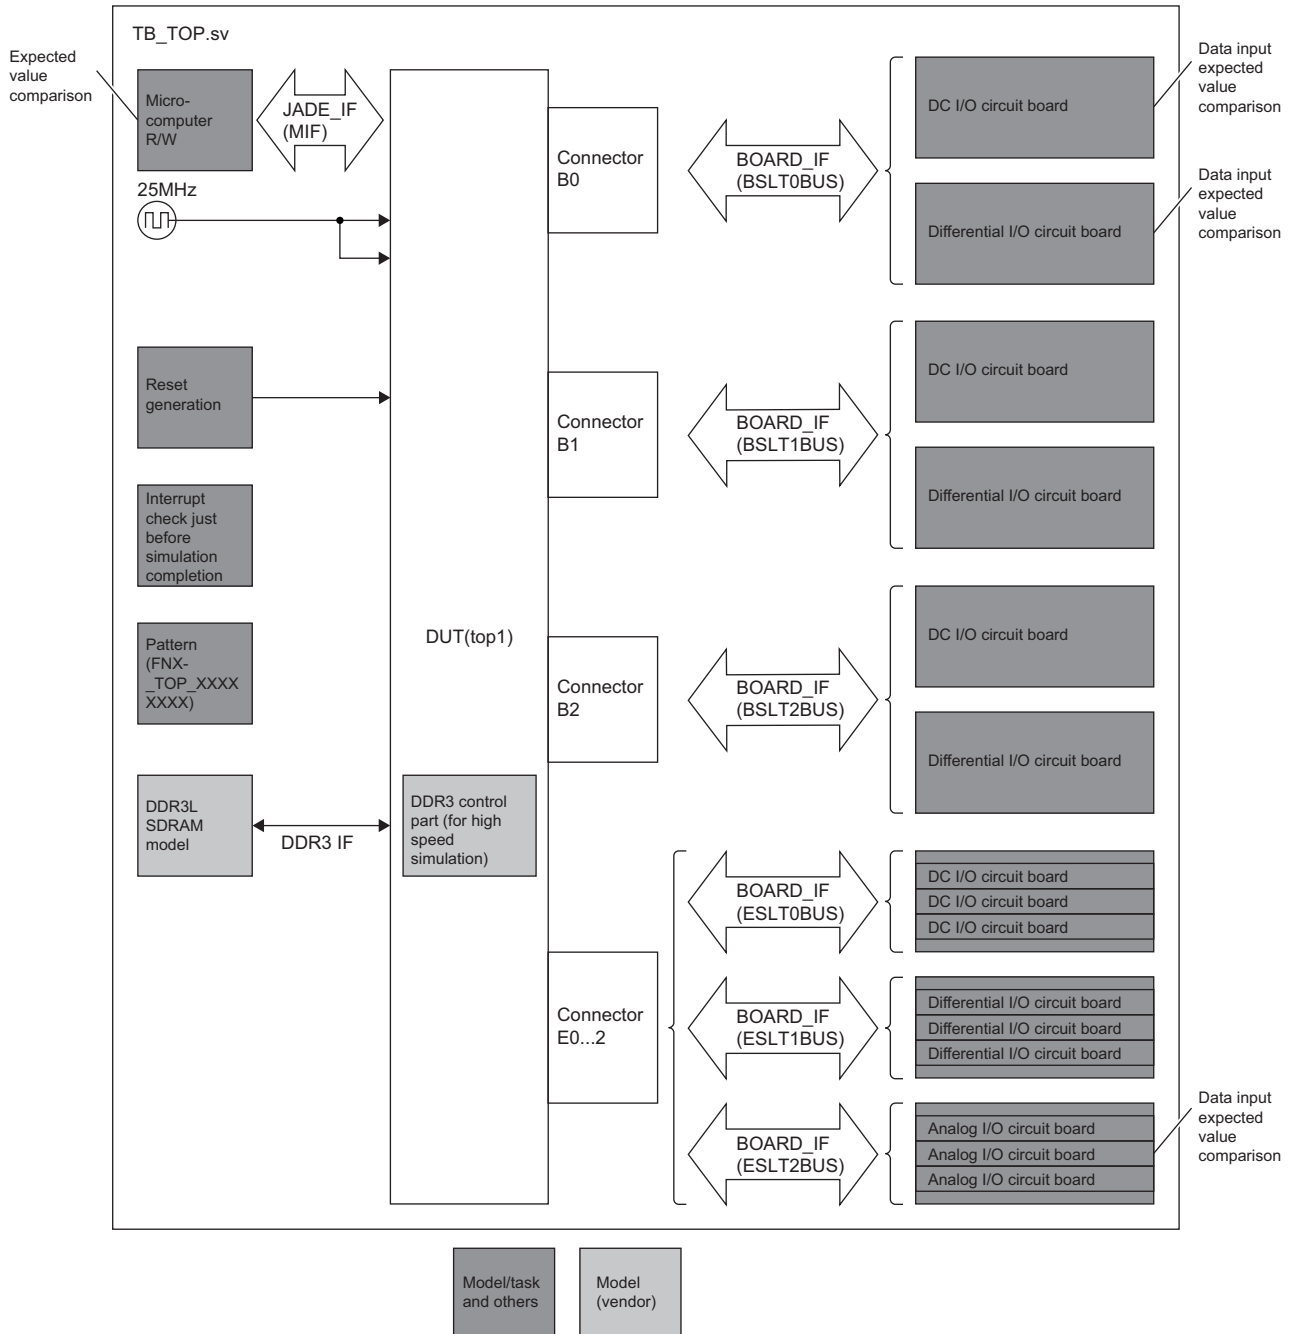 TB_TOP.sv
Expected
value
comparison
Micro-
computer
R/W
JADE_IF
(MIF)
25MHz
Reset
generation
Interrupt
check just
before
simulation
completion
Pattern
(FNX-
_TOP_XXXX
XXXX)
DDR3L
SDRAM
model
DDR3 IF
DUT(top1)
DDR3 control
part (for high
speed
simulation)
Connector
B0
BOARD_IF
(BSLT0BUS)
DC I/O circuit board
Differential I/O circuit board
Data input
expected
value
comparison
Data input
expected
value
comparison
Connector
B1
BOARD_IF
(BSLT1BUS)
DC I/O circuit board
Differential I/O circuit board
Connector
B2
BOARD_IF
(BSLT2BUS)
DC I/O circuit board
Differential I/O circuit board
Connector
E0...2
BOARD_IF
(ESLT0BUS)
DC I/O circuit board
DC I/O circuit board
DC I/O circuit board
BOARD_IF
(ESLT1BUS)
Differential I/O circuit board
Differential I/O circuit board
Differential I/O circuit board
BOARD_IF
(ESLT2BUS)
Analog I/O circuit board
Analog I/O circuit board
Analog I/O circuit board
Data input
expected
value
comparison
Model/task
and others
Model
(vendor)